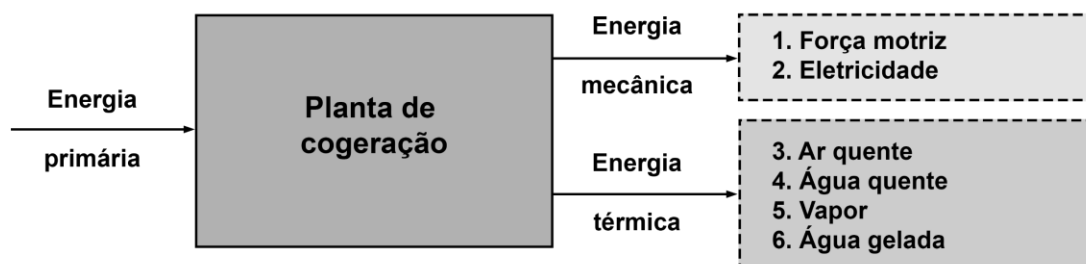 Energia
primária
Planta de
cogeração
Energia
mecânica
1. Força motriz
2. Eletricidade
Energia
térmica
3. Ar quente
4. Água quente
5. Vapor
6. Água gelada